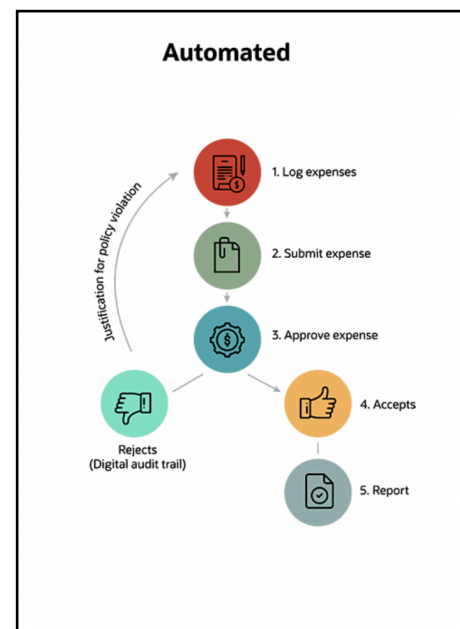 Automated
1. Log expenses
Justification for policy violation
2. Submit expense
3. Approve expense
4. Accepts
Rejects
(Digital audit trail)
5. Report